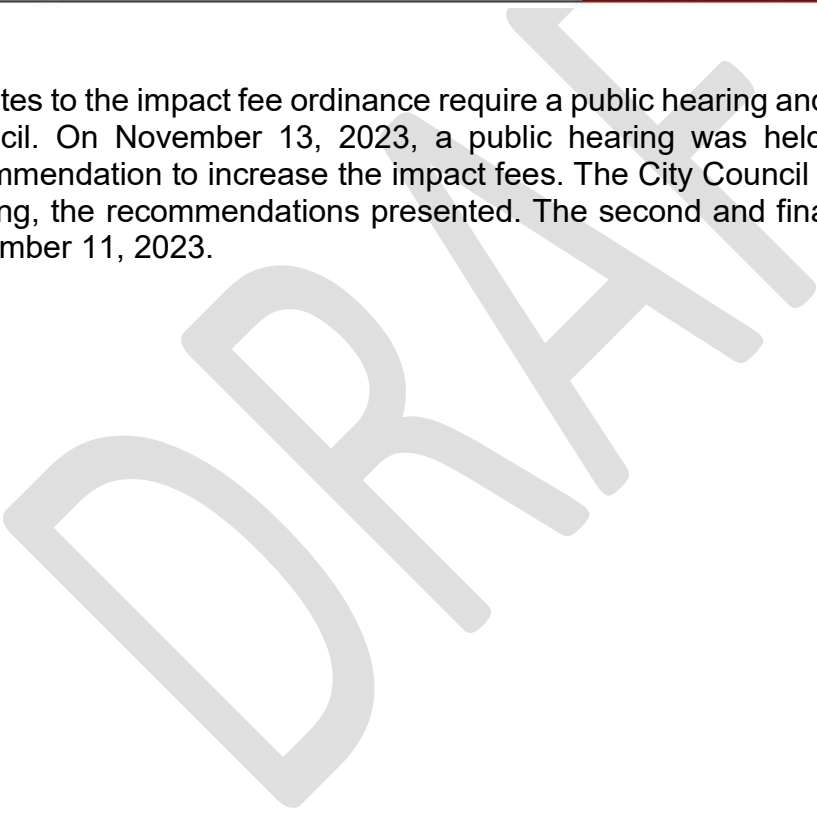 tes to the impact fee ordinance require a public hearing and
cil. On November 13, 2023, a public hearing was held
mmendation to increase the impact fees. The City Council
ng, the recommendations presented. The second and fina
mber 11, 2023.
DRAF